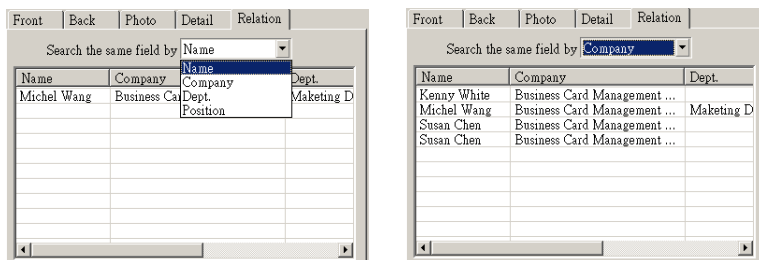 Front Back Photo Detail Relation
Search the same field by Name
Name
Company
Dept.
Position
Name Company Dept.
Michel Wang Business Ca Maketing D
Front Back Photo Detail Relation
Search the same field by Company
Name Company Dept.
Kenny White Business Card Management ...
Michel Wang Business Card Management ... Maketing D
Susan Chen Business Card Management ...
Susan Chen Business Card Management ...